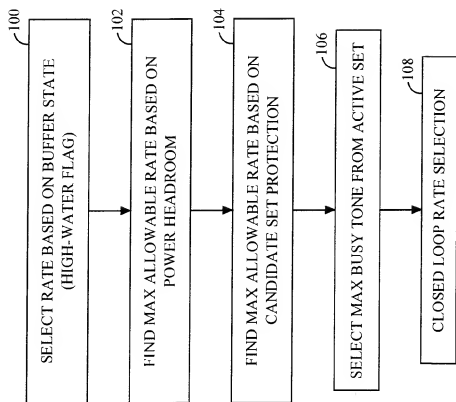 100
SELECT RATE BASED ON BUFFER STATE
(HIGH-WATER FLAG)
102
FIND MAX ALLOWABLE RATE BASED ON
POWER HEADROOM
104
FIND MAX ALLOWABLE RATE BASED ON
CANDIDATE SET PROTECTION
106
SELECT MAX BUSY TONE FROM ACTIVE SET
108
CLOSED LOOP RATE SELECTION